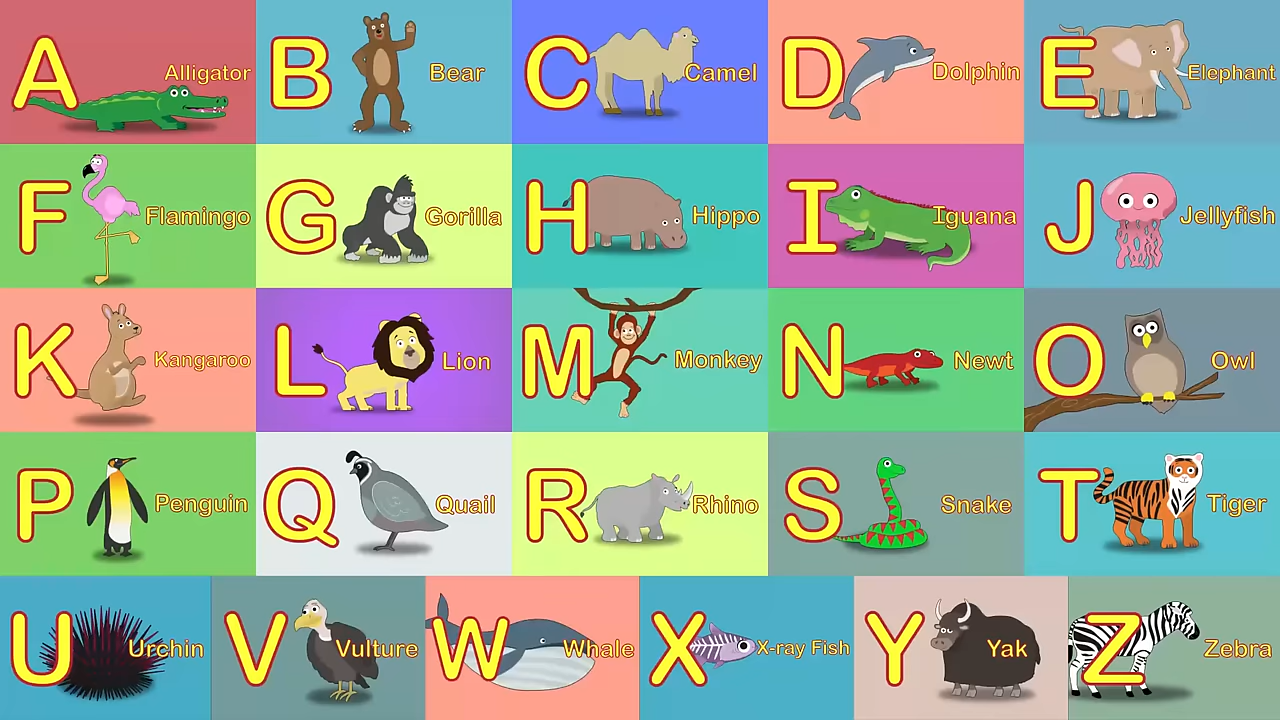 A Alligator
B Bear
C Camel
D Dolphin
E Elephant
F Flamingo
G Gorilla
H Hippo
I Iguana
J Jellyfish
K Kangaroo
L Lion
M Monkey
N Newt
O Owl
P Penguin
Q Quail
R Rhino
S Snake
T Tiger
U Urchin
V Vulture
W Whale
X X-ray Fish
Y Yak
Z Zebra